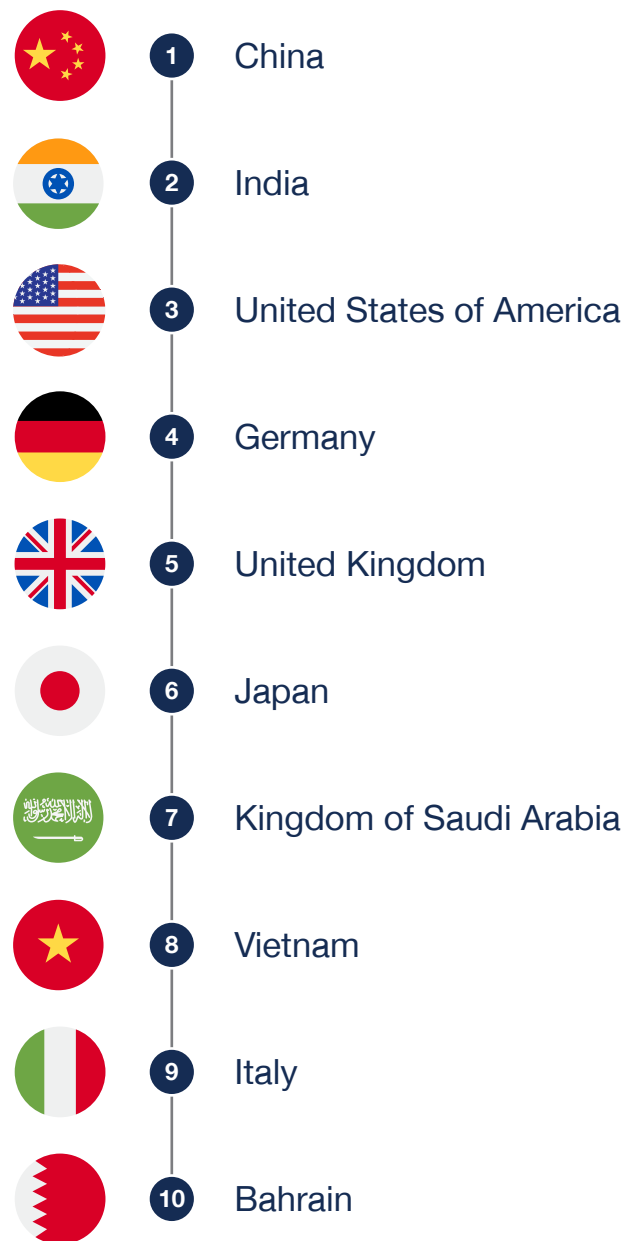 1 China
2 India
3 United States of America
4 Germany
5 United Kingdom
6 Japan
7 Kingdom of Saudi Arabia
8 Vietnam
9 Italy
10 Bahrain